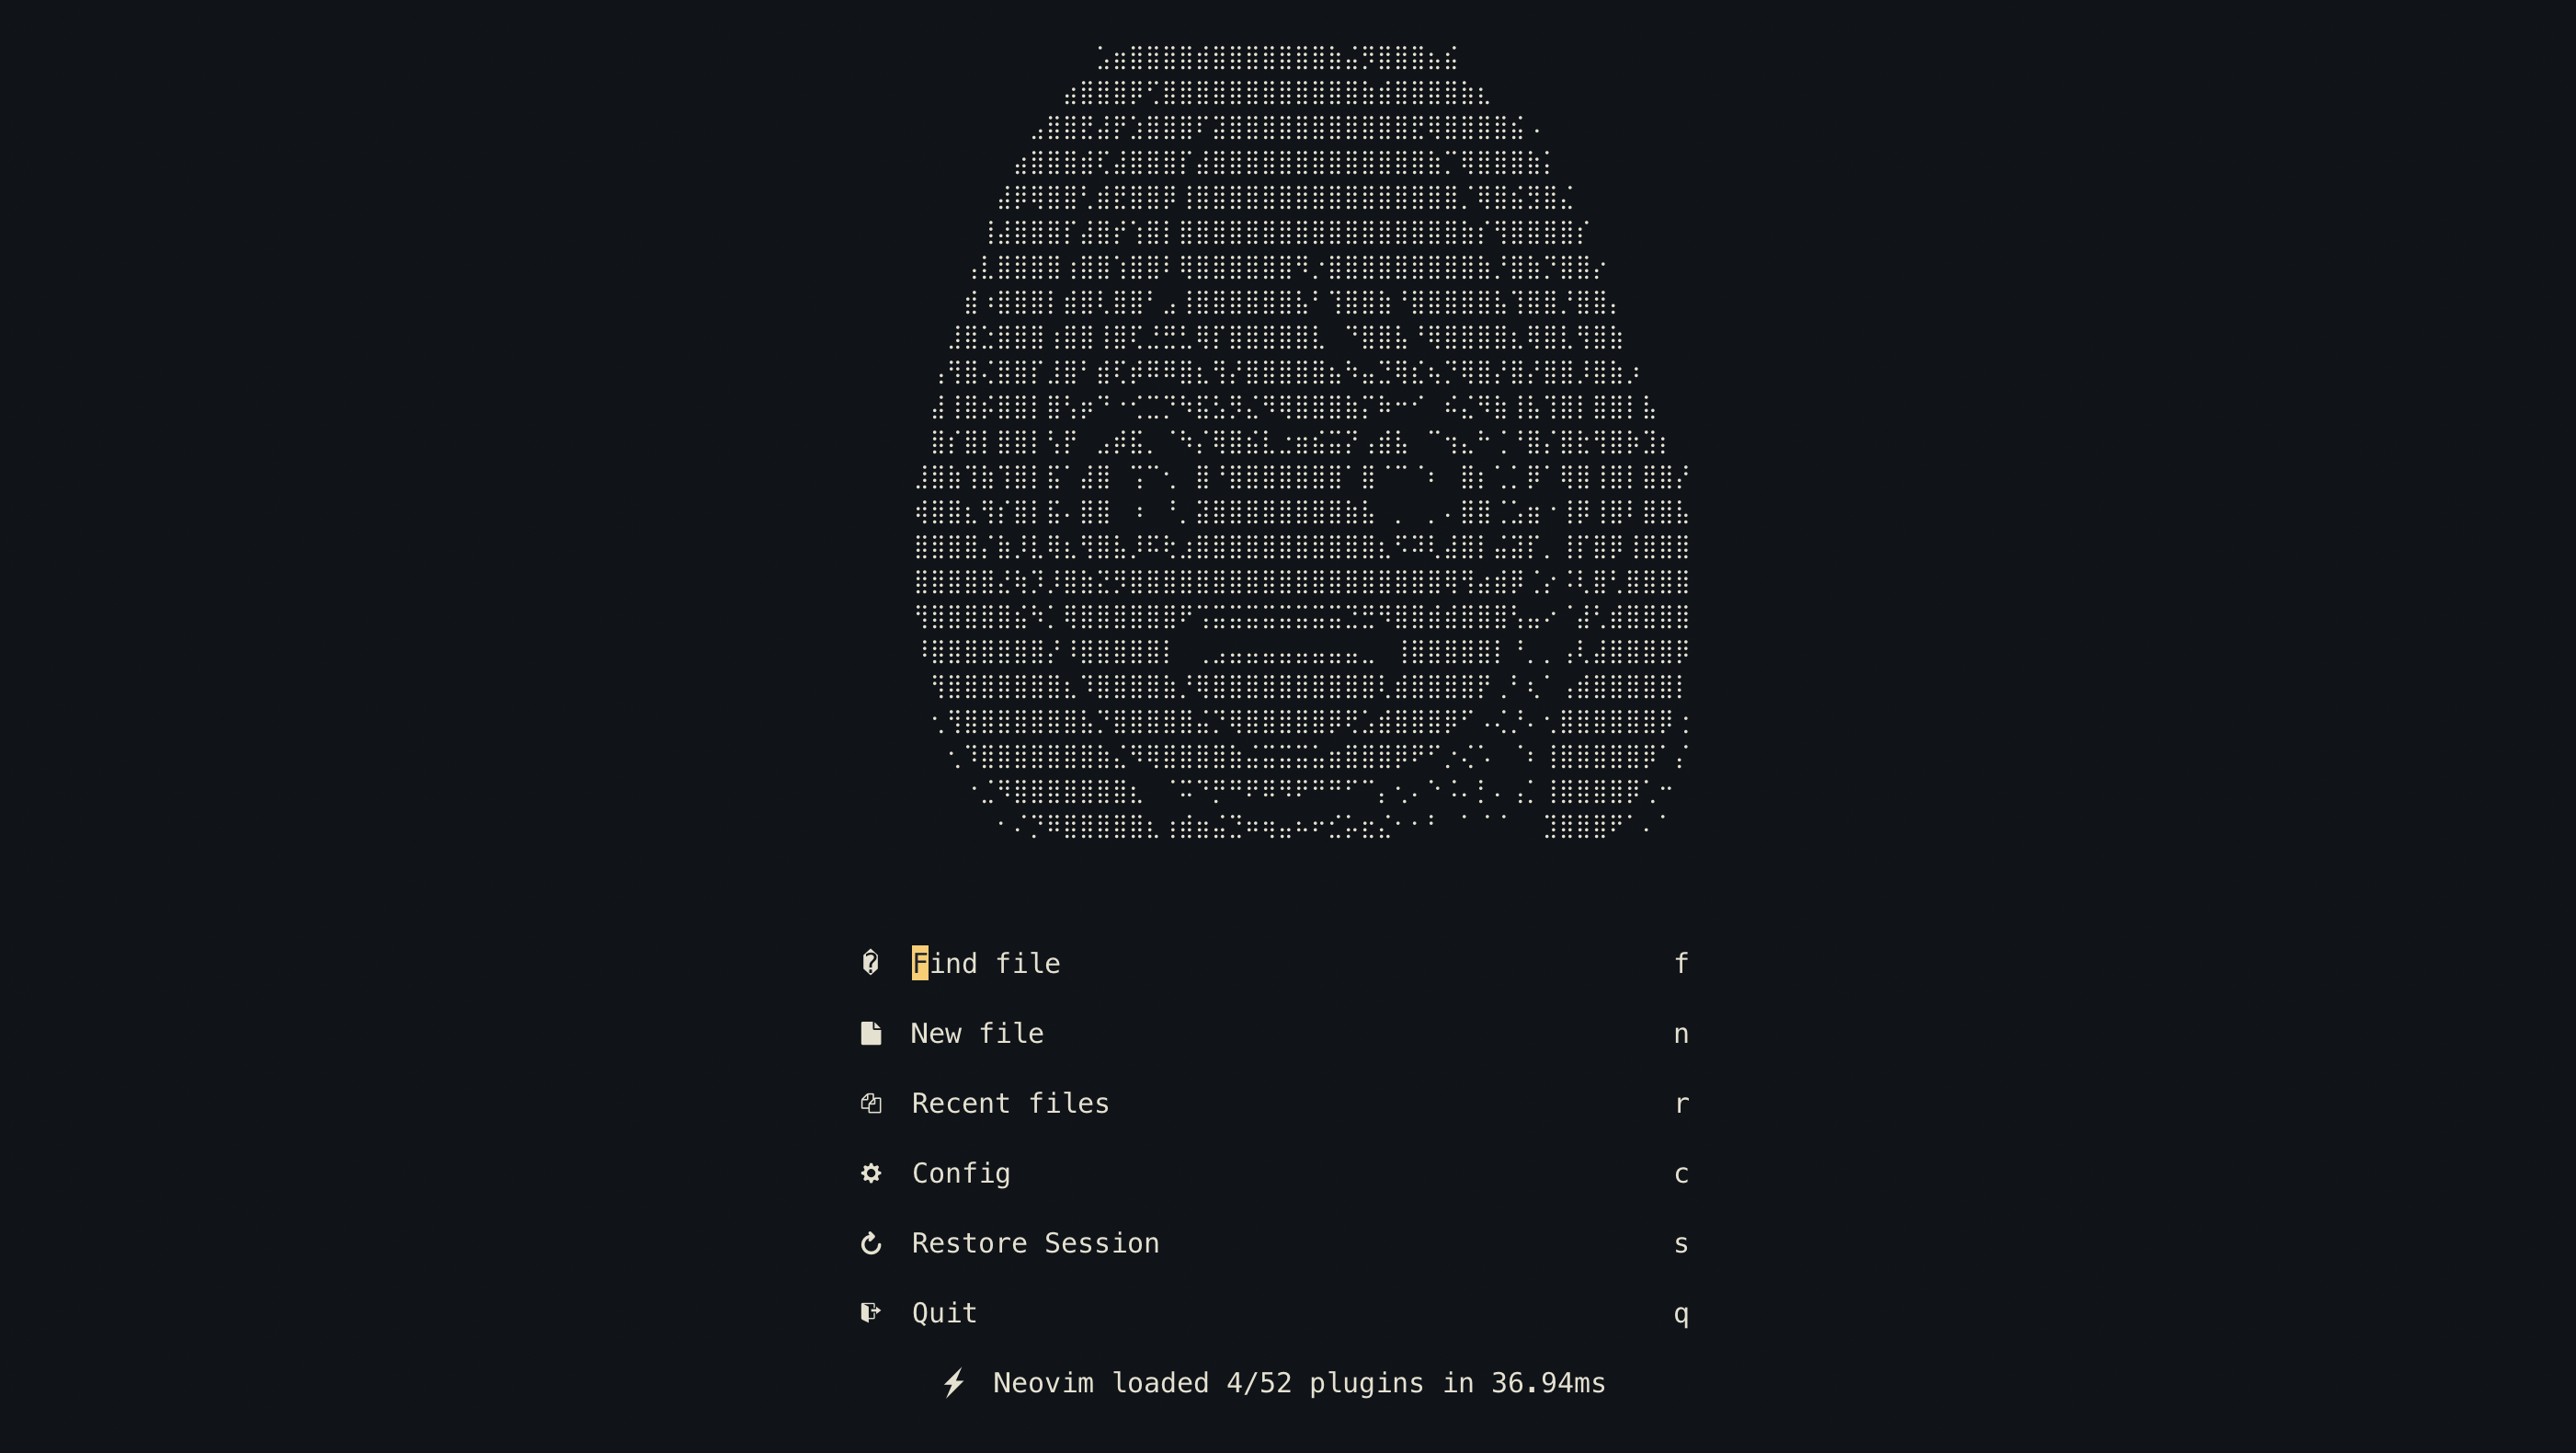 Find file f
New file n
Recent files r
Config c
Restore Session s
Quit q
Neovim loaded 4/52 plugins in 36.94ms